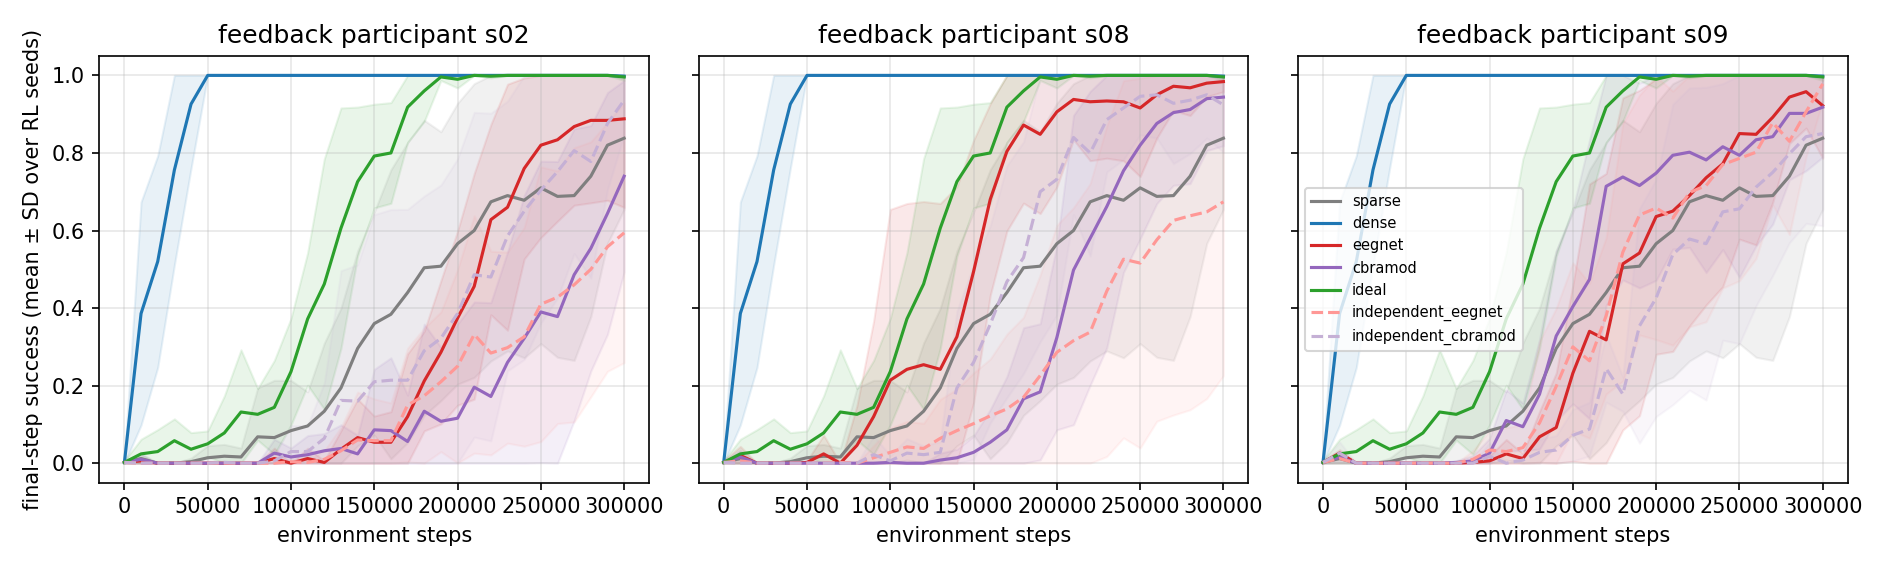 feedback participant s02
feedback participant s08
feedback participant s09
final-step success (mean ± SD over RL seeds)
1.0
0.8
0.6
0.4
0.2
0.0
sparse
dense
eegnet
cbramod
ideal
independent_eegnet
independent_cbramod
0 50000 100000 150000 200000 250000 300000
0 50000 100000 150000 200000 250000 300000
0 50000 100000 150000 200000 250000 300000
environment steps
environment steps
environment steps